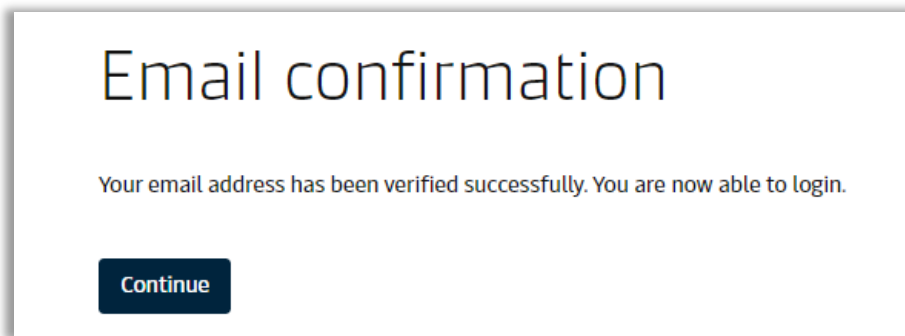 Email confirmation
Your email address has been verified successfully. You are now able to login.
Continue